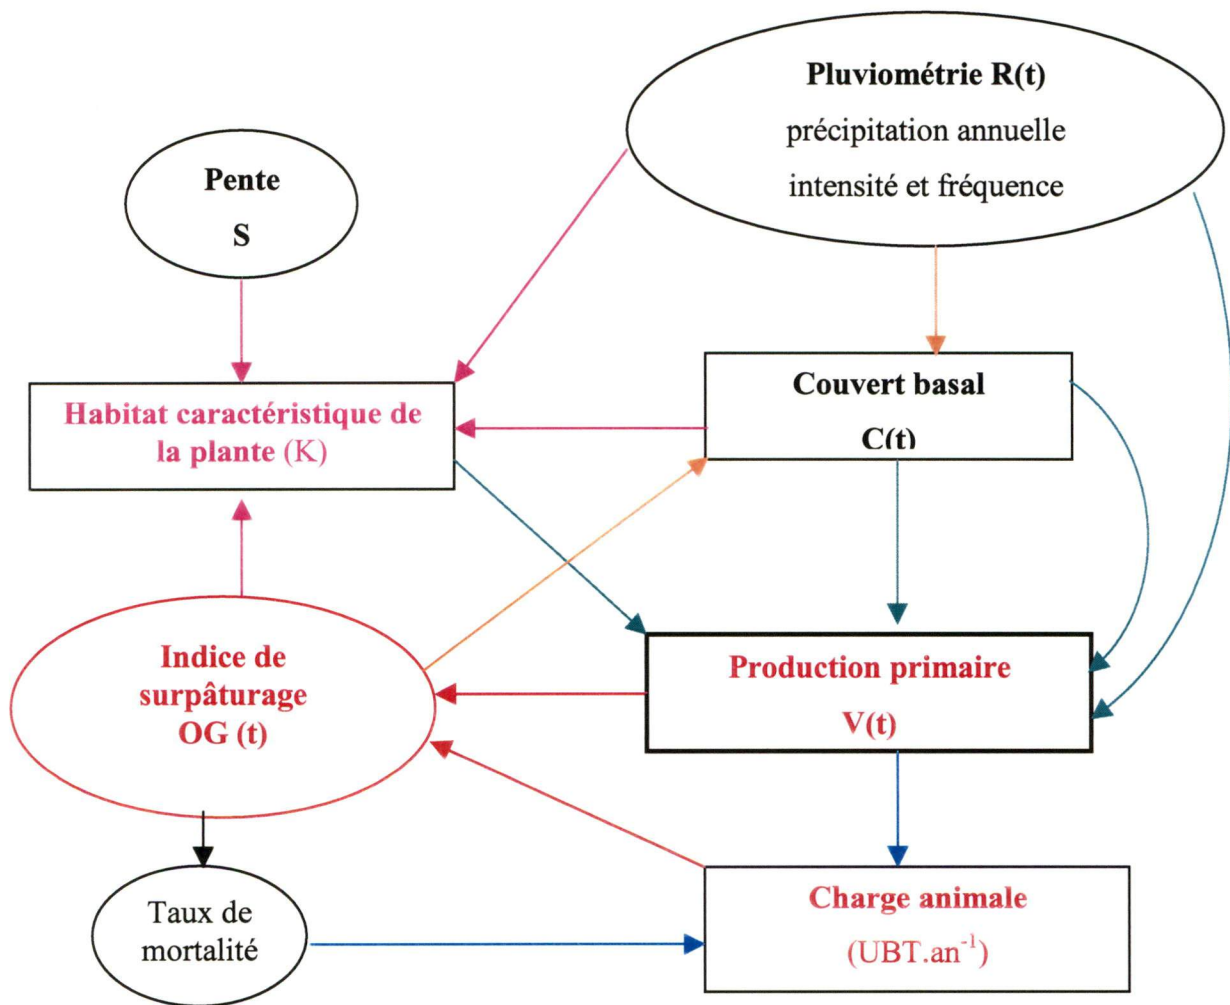 Pluviométrie R(t)
précipitation annuelle
intensité et fréquence
Pente
S
Couvert basal
C(t)
Habitat caractéristique de
la plante (K)
Indice de
surpâturage
OG (t)
Production primaire
V(t)
Taux de
mortalité
Charge animale
(UBT.an⁻¹)